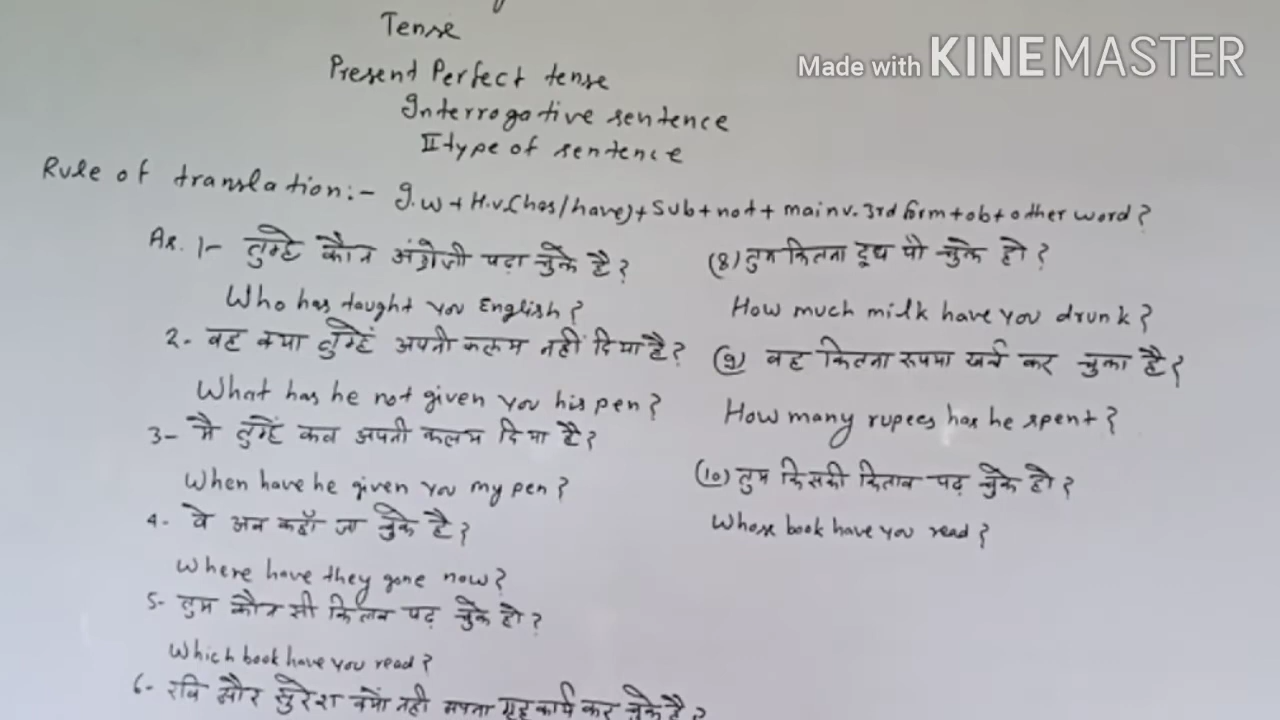 Tense
Made with KINEMASTER
Present Perfect tense
Interrogative sentence
II type of sentence
Rule of translation:- I.W + H.V.(has/have) + Sub + not + main v. 3rd form + ob + other word?
As. 1- तुम्हे कौन अंग्रेजी पढा चुके है?
Who has taught you English?
2- वह क्या तुम्हें अपनी कलम नहीं दिया है?
What has he not given you his pen?
3- मै तुम्हें कब अपनी कलम दिया है?
When have he given you my pen?
4- वे अब कहाँ जा चुके है?
Where have they gone now?
5- तुम कौन सी किताब पढ़ चुके हो?
Which book have you read?
6- रवि और सुरेश क्यों नही अपना गृहकार्य कर चुके है?
(8) तुम कितना दूध पी चुके हो?
How much milk have you drunk?
(9) वह कितना रूपया खर्च कर चुका है?
How many rupees has he spent?
(10) तुम किसकी किताब पढ़ चुके हो?
Whose book have you read?